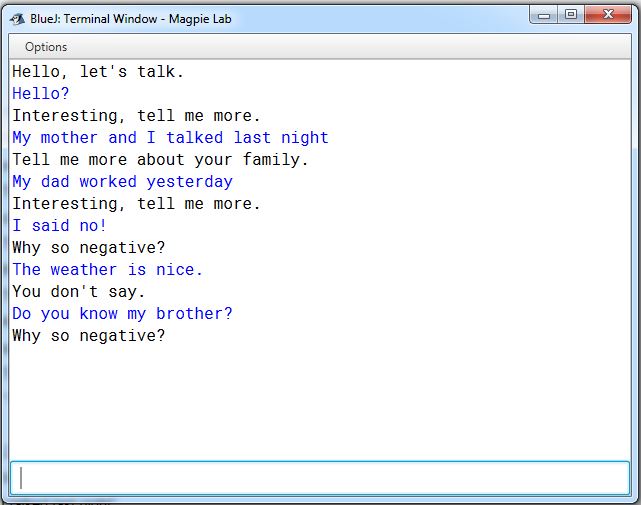 BlueJ: Terminal Window - Magpie Lab
Options
Hello, let's talk.
Hello?
Interesting, tell me more.
My mother and I talked last night
Tell me more about your family.
My dad worked yesterday
Interesting, tell me more.
I said no!
Why so negative?
The weather is nice.
You don't say.
Do you know my brother?
Why so negative?